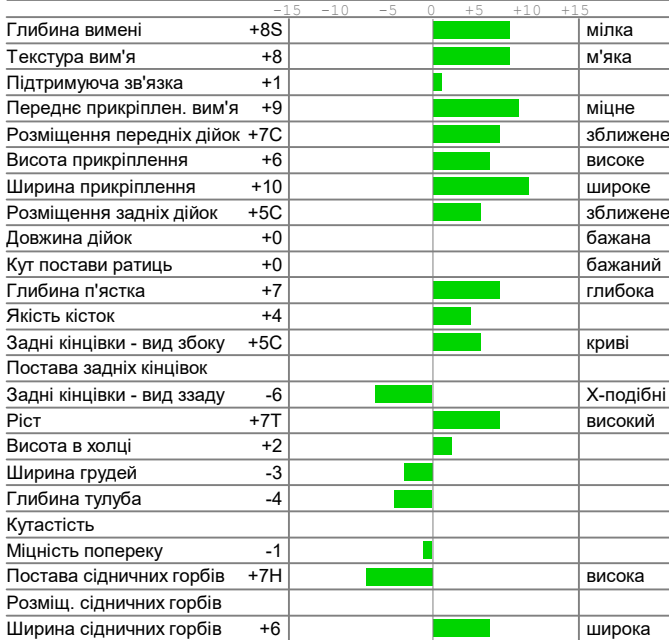 -15 -10 -5 0 +5 +10 +15
Глибина вимені +8S мілка
Текстура вим'я +8 м'яка
Підтримуюча зв'язка +1
Переднє прикріплен. вим'я +9 міцне
Розміщення передніх дійок +7C зближене
Висота прикріплення +6 високе
Ширина прикріплення +10 широке
Розміщення задніх дійок +5C зближене
Довжина дійок +0 бажана
Кут постави ратиць +0 бажаний
Глибина п'ястка +7 глибока
Якість кісток +4
Задні кінцівки - вид збоку +5C криві
Постава задніх кінцівок
Задні кінцівки - вид ззаду -6 Х-подібні
Ріст +7T високий
Висота в холці +2
Ширина грудей -3
Глибина тулуба -4
Кутастість
Міцність попереку -1
Постава сідничних горбів +7H висока
Розміщ. сідничних горбів
Ширина сідничних горбів +6 широка